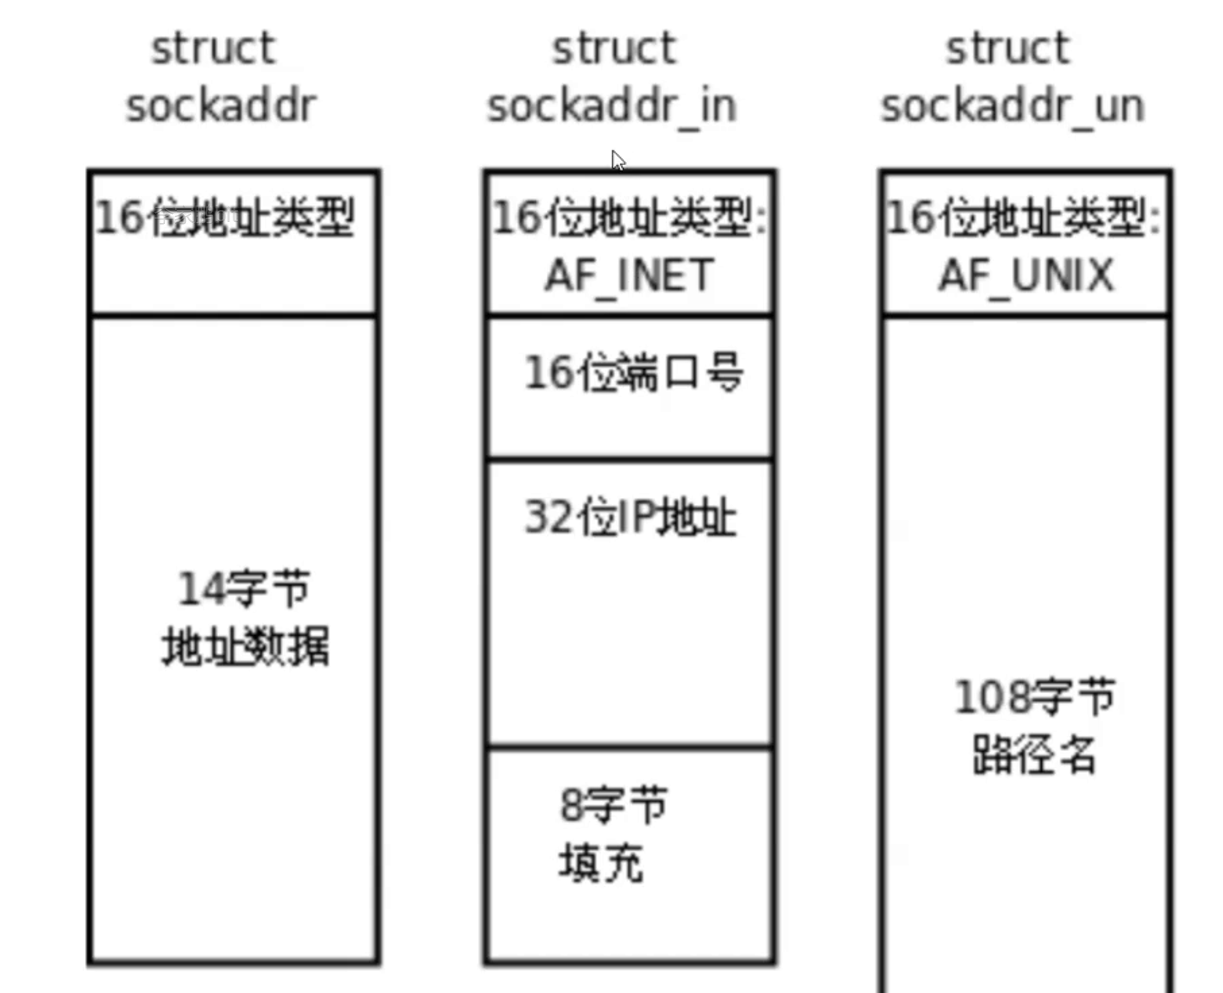 struct
sockaddr
struct
sockaddr_in
struct
sockaddr_un
16位地址类型
14字节
地址数据
16位地址类型:
AF_INET
16位端口号
32位IP地址
8字节
填充
16位地址类型:
AF_UNIX
108字节
路径名